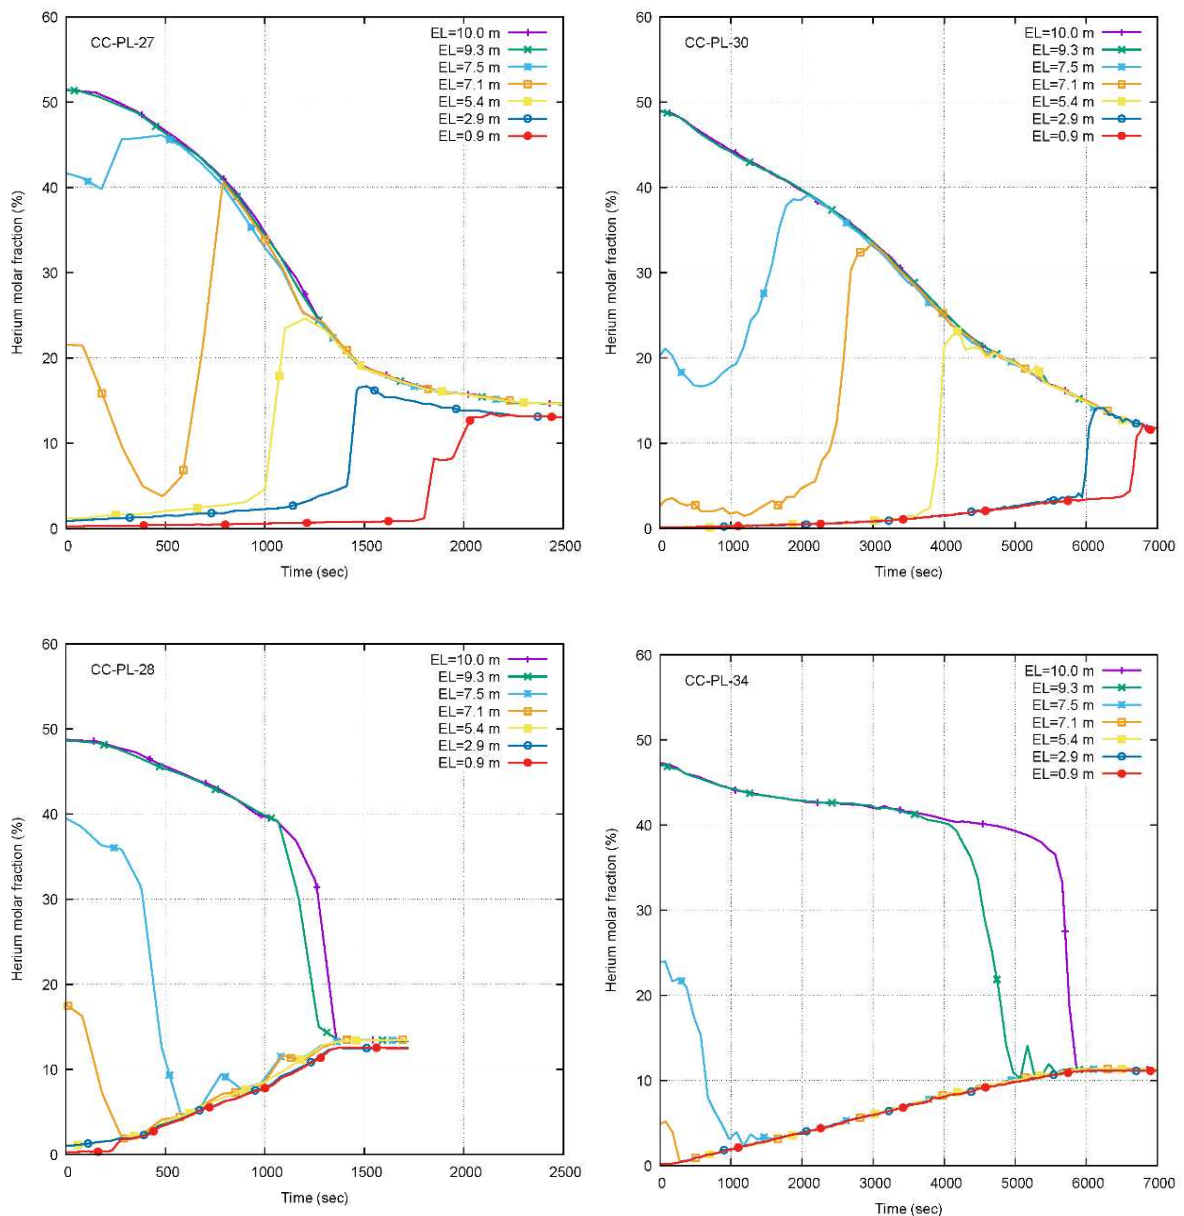 CC-PL-27
EL=10.0 m
EL=9.3 m
EL=7.5 m
EL=7.1 m
EL=5.4 m
EL=2.9 m
EL=0.9 m
60
50
40
30
20
10
0
Herium molar fraction (%)
0 500 1000 1500 2000 2500
Time (sec)
CC-PL-30
EL=10.0 m
EL=9.3 m
EL=7.5 m
EL=7.1 m
EL=5.4 m
EL=2.9 m
EL=0.9 m
60
50
40
30
20
10
0
Herium molar fraction (%)
0 1000 2000 3000 4000 5000 6000 7000
Time (sec)
CC-PL-28
EL=10.0 m
EL=9.3 m
EL=7.5 m
EL=7.1 m
EL=5.4 m
EL=2.9 m
EL=0.9 m
60
50
40
30
20
10
0
Herium molar fraction (%)
0 500 1000 1500 2000 2500
Time (sec)
CC-PL-34
EL=10.0 m
EL=9.3 m
EL=7.5 m
EL=7.1 m
EL=5.4 m
EL=2.9 m
EL=0.9 m
60
50
40
30
20
10
0
Herium molar fraction (%)
0 1000 2000 3000 4000 5000 6000 7000
Time (sec)